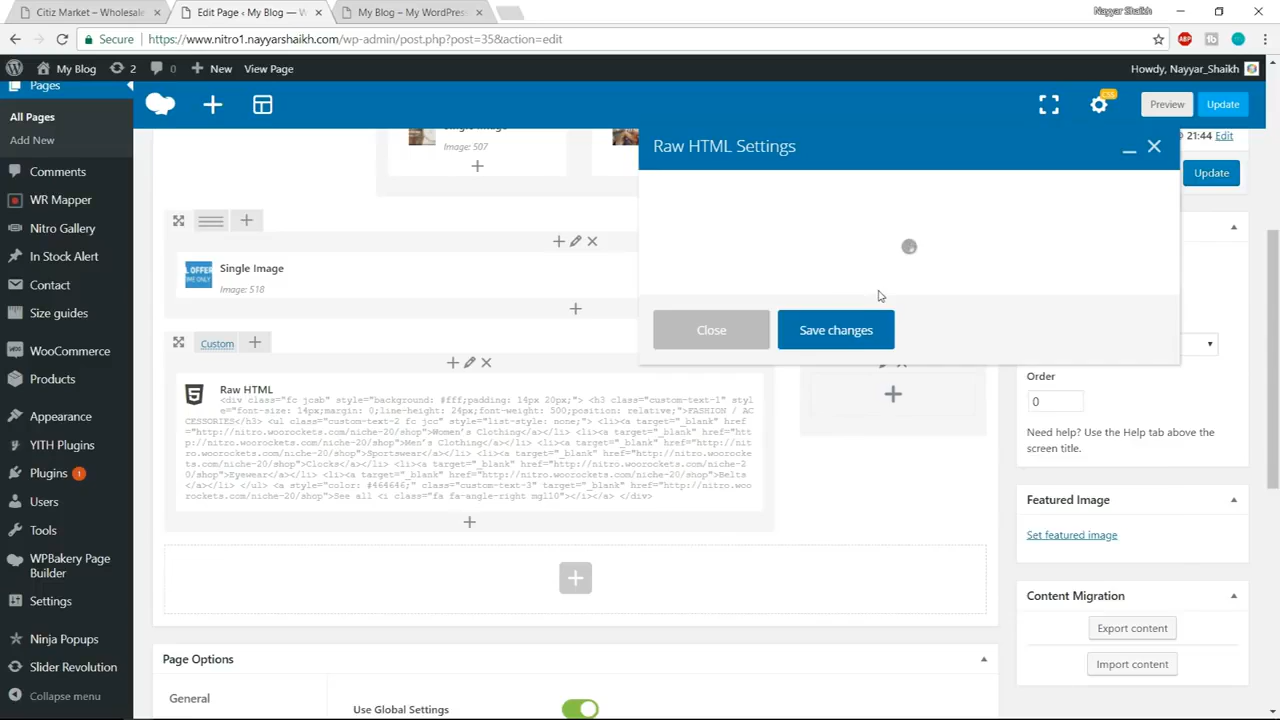 Citiz Market – Wholesale
Edit Page ‹ My Blog — W
My Blog – My WordPres
Nayyar Shaikh
Secure
https://www.nitro1.nayyarshaikh.com/wp-admin/post.php?post=35&action=edit
ABP
My Blog
2
0
New
View Page
Howdy, Nayyar_Shaikh
Pages
All Pages
Add New
Comments
WR Mapper
Nitro Gallery
In Stock Alert
Contact
Size guides
WooCommerce
Products
Appearance
YITH Plugins
Plugins 1
Users
Tools
WPBakery Page
Builder
Settings
Ninja Popups
Slider Revolution
Collapse menu
CSS
Preview
Update
Single Image
Image: 507
Raw HTML Settings
Close
Save changes
21:44 Edit
Update
Single Image
Image: 518
Custom
Raw HTML
<div class="fc jcsb" style="background: #fff;padding: 14px 20px;"> <h3 class="custom-text-1" styl
e="font-size: 14px;margin: 0;line-height: 24px;font-weight: 500;position: relative;">FASHION / AC
CESSORIES</h3> <ul class="custom-text-2 fc jcc" style="list-style: none;"> <li><a target="_blank" href
="http://nitro.woorockets.com/niche-20/shop">Women's Clothing</a></li> <li><a target="_blank" href="ht
tp://nitro.woorockets.com/niche-20/shop">Men's Clothing</a></li> <li><a target="_blank" href="http://nit
ro.woorockets.com/niche-20/shop">Sportswear</a></li> <li><a target="_blank" href="http://nitro.woorocke
ts.com/niche-20/shop">Clocks</a></li> <li><a target="_blank" href="http://nitro.woorockets.com/niche-2
0/shop">Eyewear</a></li> <li><a target="_blank" href="http://nitro.woorockets.com/niche-20/shop">Belts
</a></li> </ul> <a style="color: #666646;" class="custom-text-3" target="_blank" href="http://nitro.woo
rockets.com/niche-20/shop">See all <i class="fa fa-angle-right mgl10"></i></a> </div>
Order
0
Need help? Use the Help tab above the
screen title.
Featured Image
Set featured image
Content Migration
Export content
Import content
Page Options
General
Use Global Settings